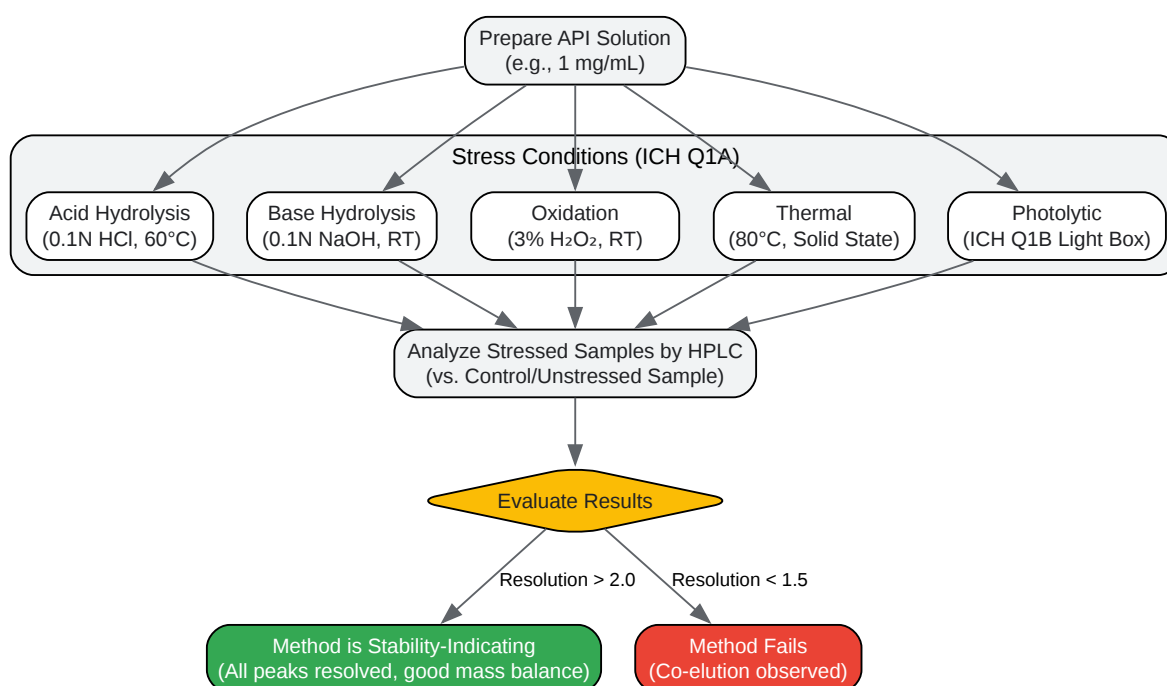 Prepare API Solution
(e.g., 1 mg/mL)
Stress Conditions (ICH Q1A)
Acid Hydrolysis
(0.1N HCl, 60°C)
Base Hydrolysis
(0.1N NaOH, RT)
Oxidation
(3% H₂O₂, RT)
Thermal
(80°C, Solid State)
Photolytic
(ICH Q1B Light Box)
Analyze Stressed Samples by HPLC
(vs. Control/Unstressed Sample)
Evaluate Results
Resolution > 2.0
Resolution < 1.5
Method is Stability-Indicating
(All peaks resolved, good mass balance)
Method Fails
(Co-elution observed)